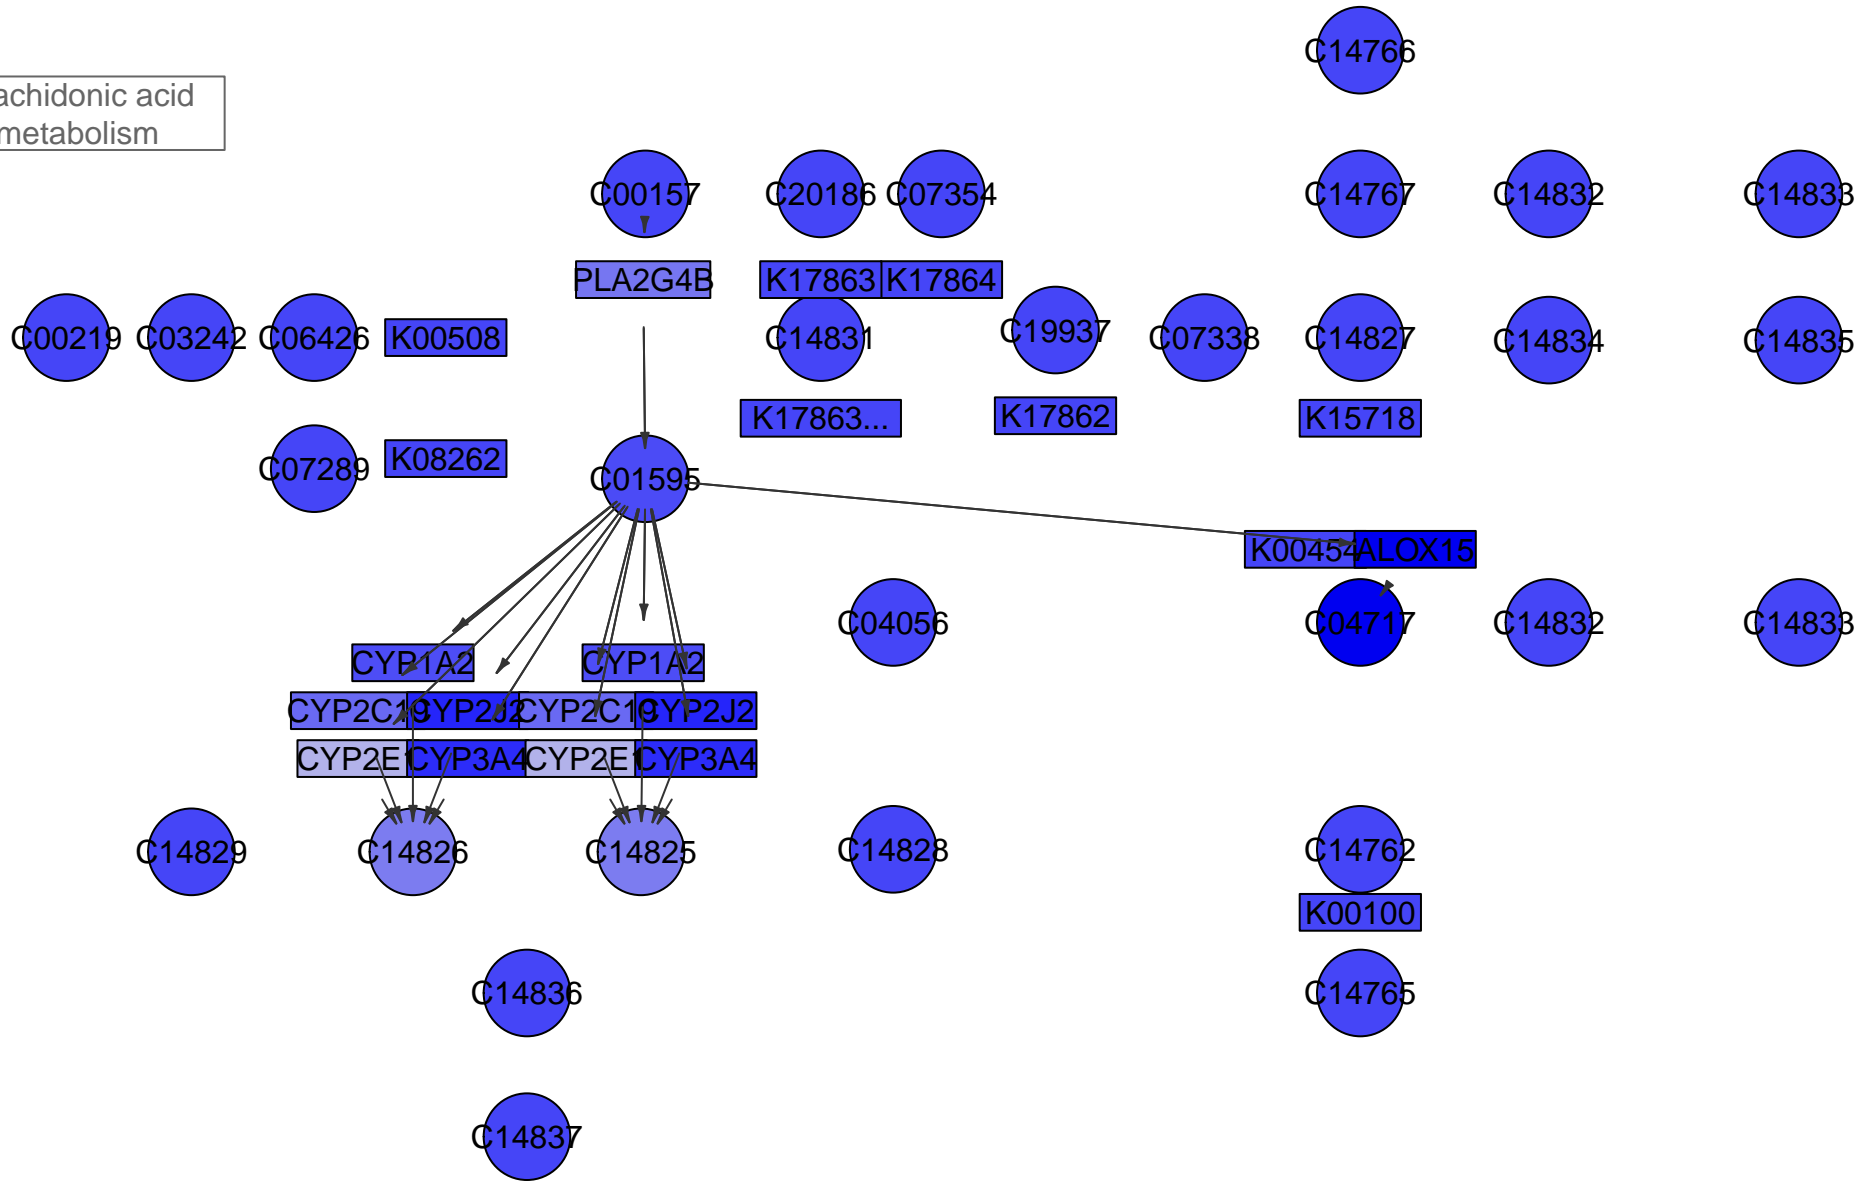 C14766
achidonic acid
metabolism
C00157
C20186
C07354
C14767
C14832
C14833
PLA2G4B
K17863
K17864
C00219
C03242
C06426
K00508
C14831
C19937
C07338
C14827
C14834
C14835
K17863...
K17862
K15718
C07289
K08262
C01595
K00454
ALOX15
C04056
C04717
C14832
C14833
CYP1A2
CYP1A2
CYP2C19
CYP2J2
CYP2C19
CYP2J2
CYP2E1
CYP3A4
CYP2E1
CYP3A4
C14829
C14826
C14825
C14828
C14762
K00100
C14836
C14765
C14837